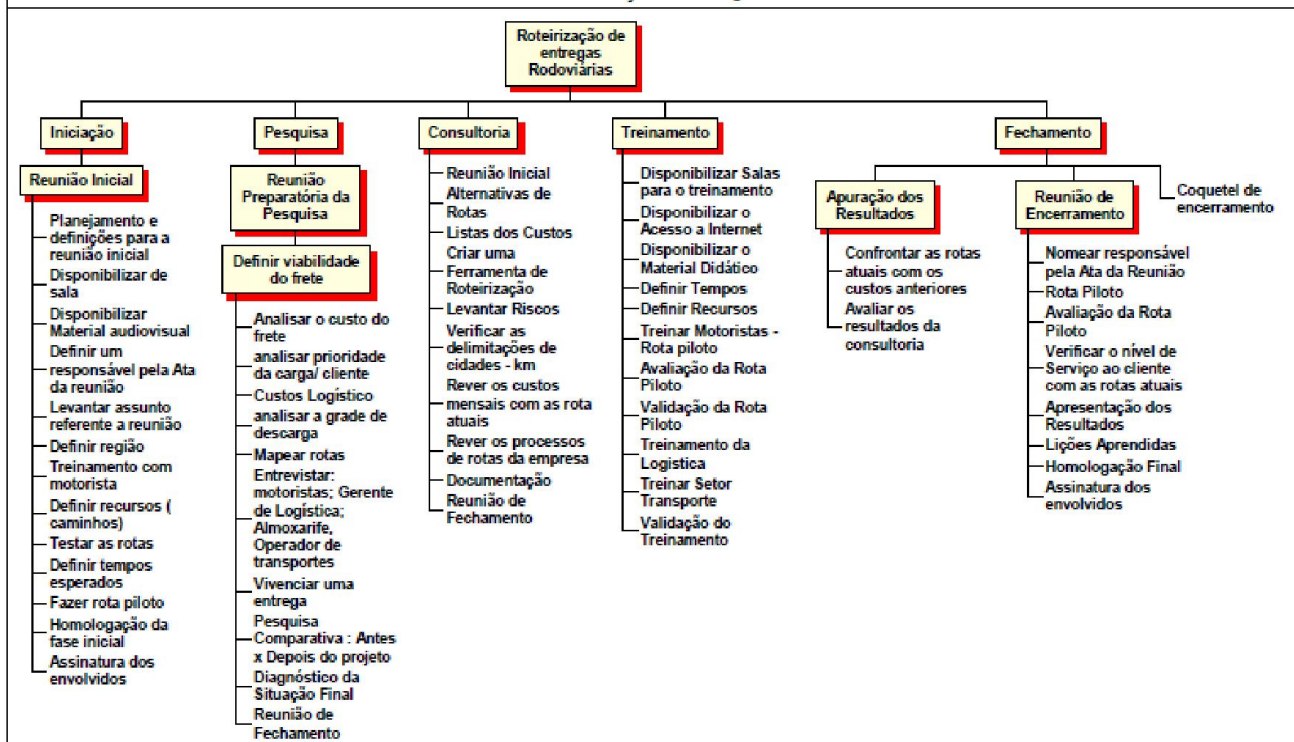 Roteirização de
entregas
Rodoviárias
Iniciação
Reunião Inicial
Planejamento e
definições para a
reunião inicial
Disponibilizar de
sala
Disponibilizar
Material audiovisual
Definir um
responsável pela Ata
da reunião
Levantar assunto
referente a reunião
Definir região
Treinamento com
motorista
Definir recursos (
caminhos)
Testar as rotas
Definir tempos
esperados
Fazer rota piloto
Homologação da
fase inicial
Assinatura dos
envolvidos
Pesquisa
Reunião
Preparatória da
Pesquisa
Definir viabilidade
do frete
Analisar o custo do
frete
analisar prioridade
da carga/ cliente
Custos Logístico
analisar a grade de
descarga
Mapear rotas
Entrevistar:
motoristas; Gerente
de Logística;
Almoxarife,
Operador de
transportes
Vivenciar uma
entrega
Pesquisa
Comparativa : Antes
x Depois do projeto
Diagnóstico da
Situação Final
Reunião de
Fechamento
Consultoria
Reunião Inicial
Alternativas de
Rotas
Listas dos Custos
Criar uma
Ferramenta de
Roteirização
Levantar Riscos
Verificar as
delimitações de
cidades - km
Rever os custos
mensais com as rota
atuais
Rever os processos
de rotas da empresa
Documentação
Reunião de
Fechamento
Treinamento
Disponibilizar Salas
para o treinamento
Disponibilizar o
Acesso a Internet
Disponibilizar o
Material Didático
Definir Tempos
Definir Recursos
Treinar Motoristas -
Rota piloto
Avaliação da Rota
Piloto
Validação da Rota
Piloto
Treinamento da
Logistica
Treinar Setor
Transporte
Validação do
Treinamento
Fechamento
Apuração dos
Resultados
Confrontar as rotas
atuais com os
custos anteriores
Avaliar os
resultados da
consultoria
Reunião de
Encerramento
Nomear responsável
pela Ata da Reunião
Rota Piloto
Avaliação da Rota
Piloto
Verificar o nível de
Serviço ao cliente
com as rotas atuais
Apresentação dos
Resultados
Lições Aprendidas
Homologação Final
Assinatura dos
envolvidos
Coquetel de
encerramento